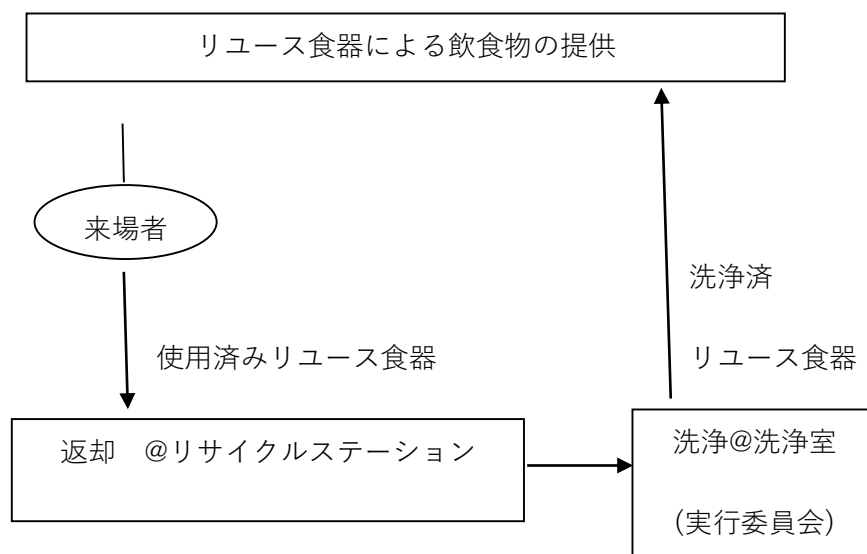 リユース食器による飲食物の提供
来場者
使用済みリユース食器
返却　@リサイクルステーション
洗浄@洗浄室
(実行委員会)
洗浄済
リユース食器